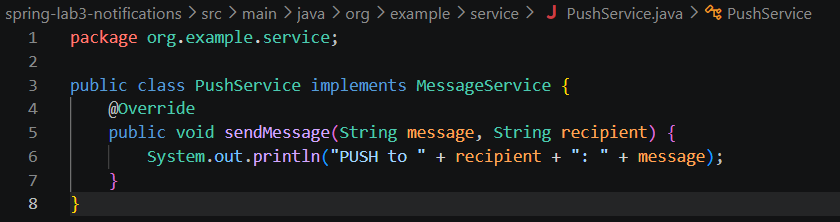 spring-lab3-notifications > src > main > java > org > example > service > J PushService.java > PushService
1 package org.example.service;
2
3 public class PushService implements MessageService {
4     @Override
5     public void sendMessage(String message, String recipient) {
6         System.out.println("PUSH to " + recipient + ": " + message);
7     }
8 }